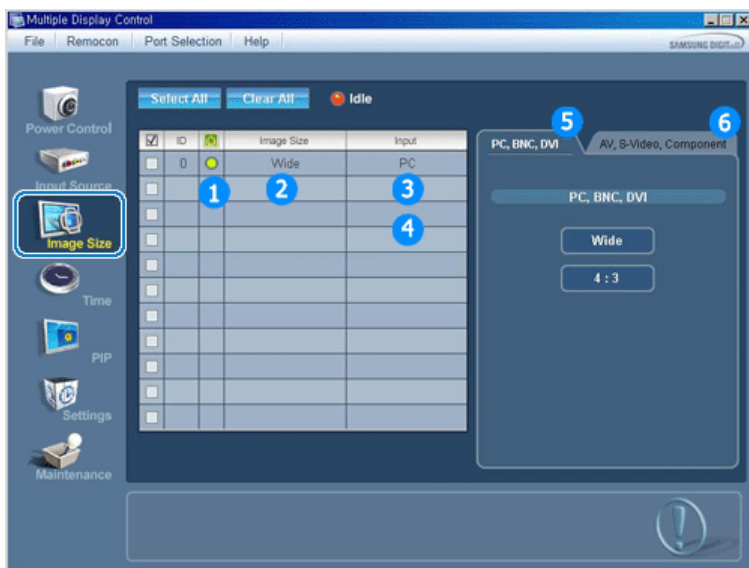 Multiple Display Control
File Remocon Port Selection Help
SAMSUNG DIGITall
Select All Clear All Idle
Power Control
Input Source
Image Size
Time
PIP
Settings
Maintenance
ID Image Size Input
0 Wide PC
1 2 3
4
5 6
PC, BNC, DVI AV, S-Video, Component
PC, BNC, DVI
Wide
4 : 3